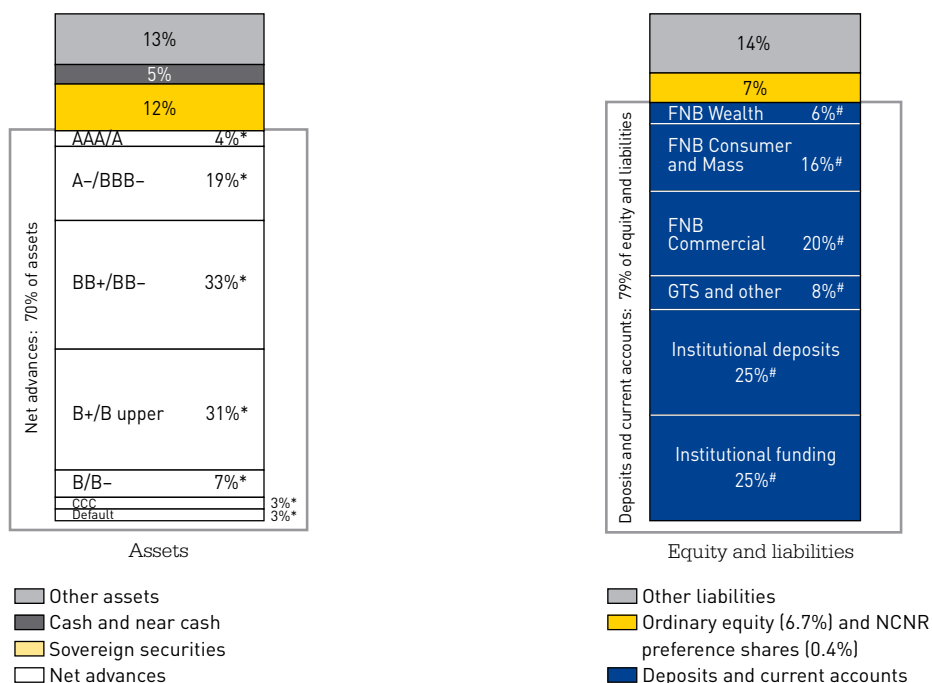 13%
5%
12%
AAA/A 4%*
A–/BBB– 19%*
BB+/BB– 33%*
B+/B upper 31%*
B/B– 7%*
CCC 3%*
Default 3%*
Net advances: 70% of assets
Assets
Other assets
Cash and near cash
Sovereign securities
Net advances
14%
7%
FNB Wealth 6%#
FNB Consumer
and Mass 16%#
FNB
Commercial 20%#
GTS and other 8%#
Institutional deposits
25%#
Institutional funding
25%#
Deposits and current accounts: 79% of equity and liabilities
Equity and liabilities
Other liabilities
Ordinary equity (6.7%) and NCNR
preference shares (0.4%)
Deposits and current accounts